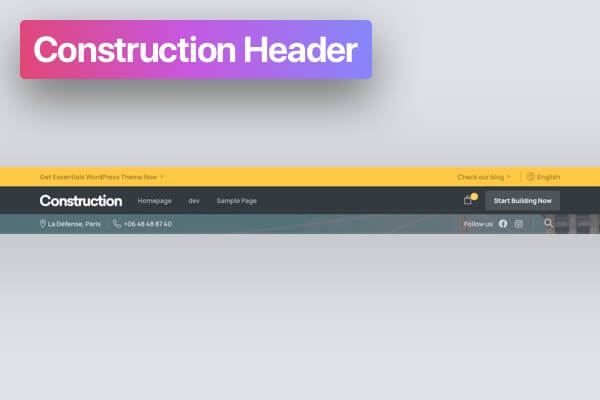 Construction Header
Get Essentials WordPress Theme Now > Check our blog > English
Construction Homepage dev Sample Page Start Building Now
La Défense, Paris +05 48 48 87 40 Follow us